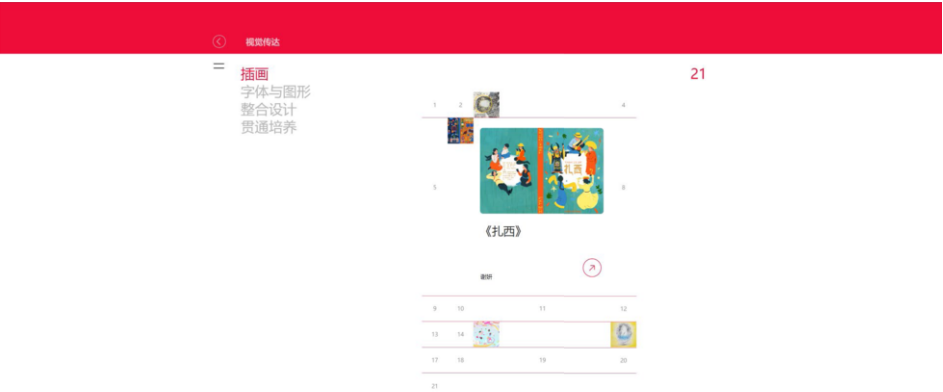 视觉传达
插画
21
字体与图形
整合设计
贯通培养
1 2 4
5 8
扎西
《扎西》
谢研
9 10 11 12
13 14
17 18 19 20
21